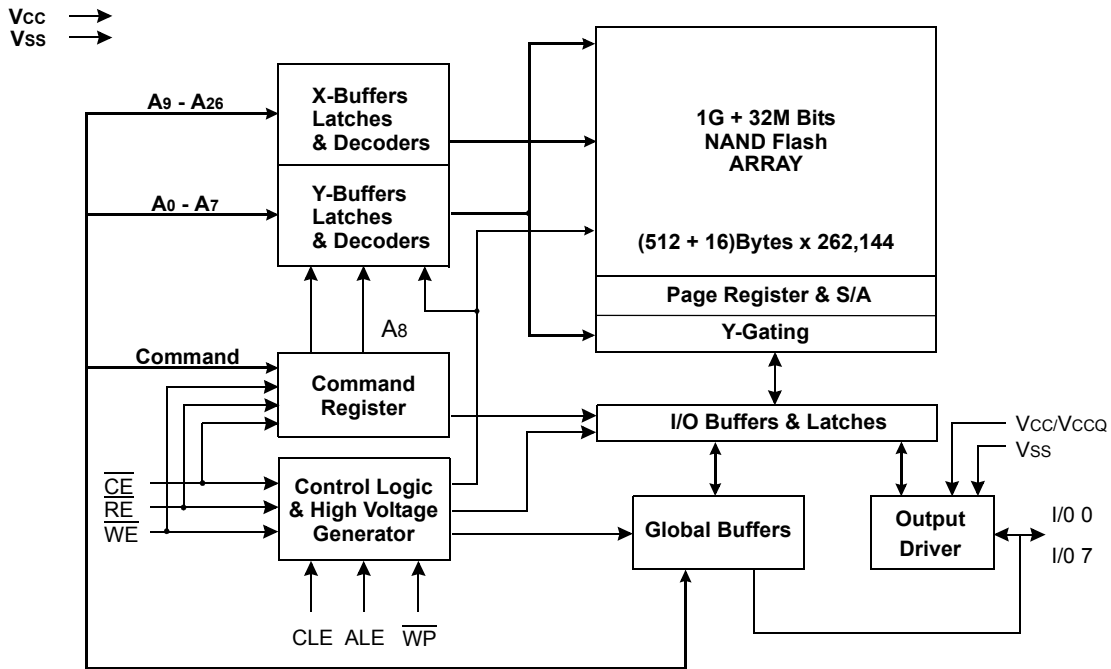 VCC
VSS
A9 - A26
X-Buffers
Latches
& Decoders
A0 - A7
Y-Buffers
Latches
& Decoders
1G + 32M Bits
NAND Flash
ARRAY
(512 + 16)Bytes x 262,144
Page Register & S/A
Y-Gating
A8
Command
Command
Register
I/O Buffers & Latches
VCC/VCCQ
VSS
CE
RE
WE
Control Logic
& High Voltage
Generator
Global Buffers
Output
Driver
I/0 0
I/0 7
CLE
ALE
WP